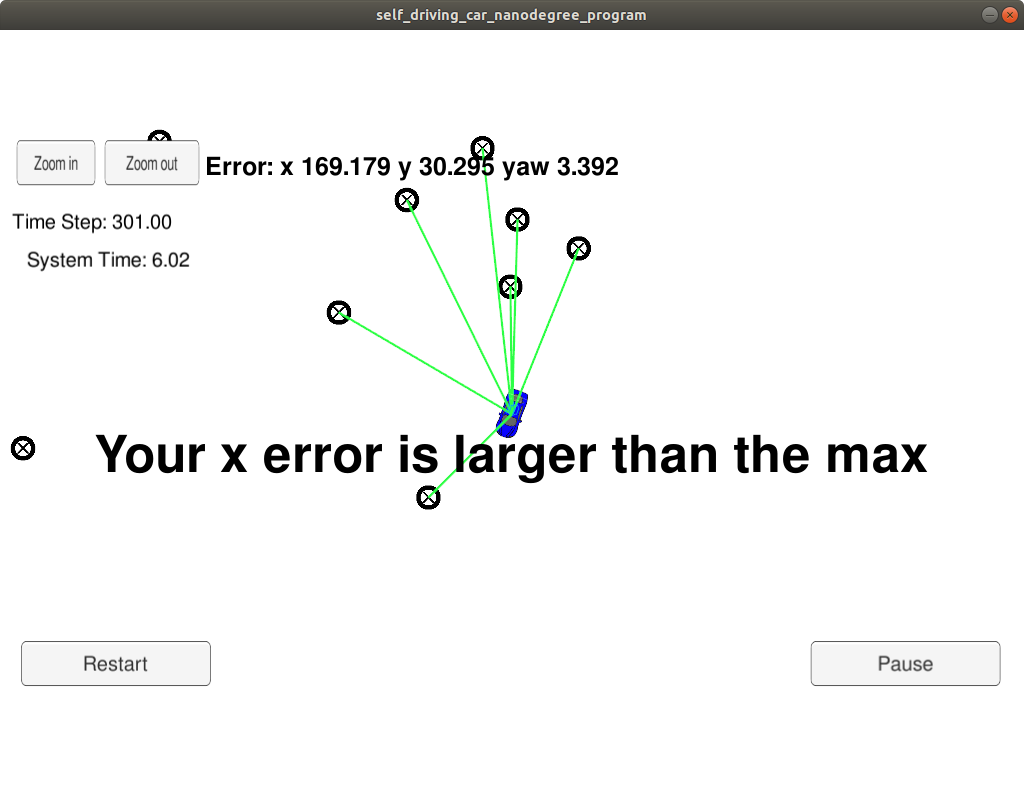 self_driving_car_nanodegree_program
Zoom in
Zoom out
Error: x 169.179 y 30.295 yaw 3.392
Time Step: 301.00
System Time: 6.02
Your x error is larger than the max
Restart
Pause